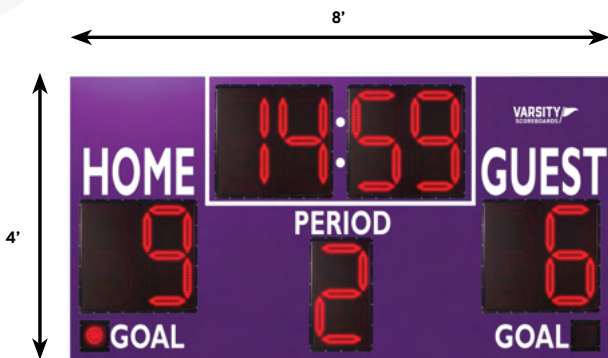 8'
4'
14:59
VARSITY
SCOREBOARDS
HOME
GUEST
9
PERIOD
6
2
GOAL
GOAL